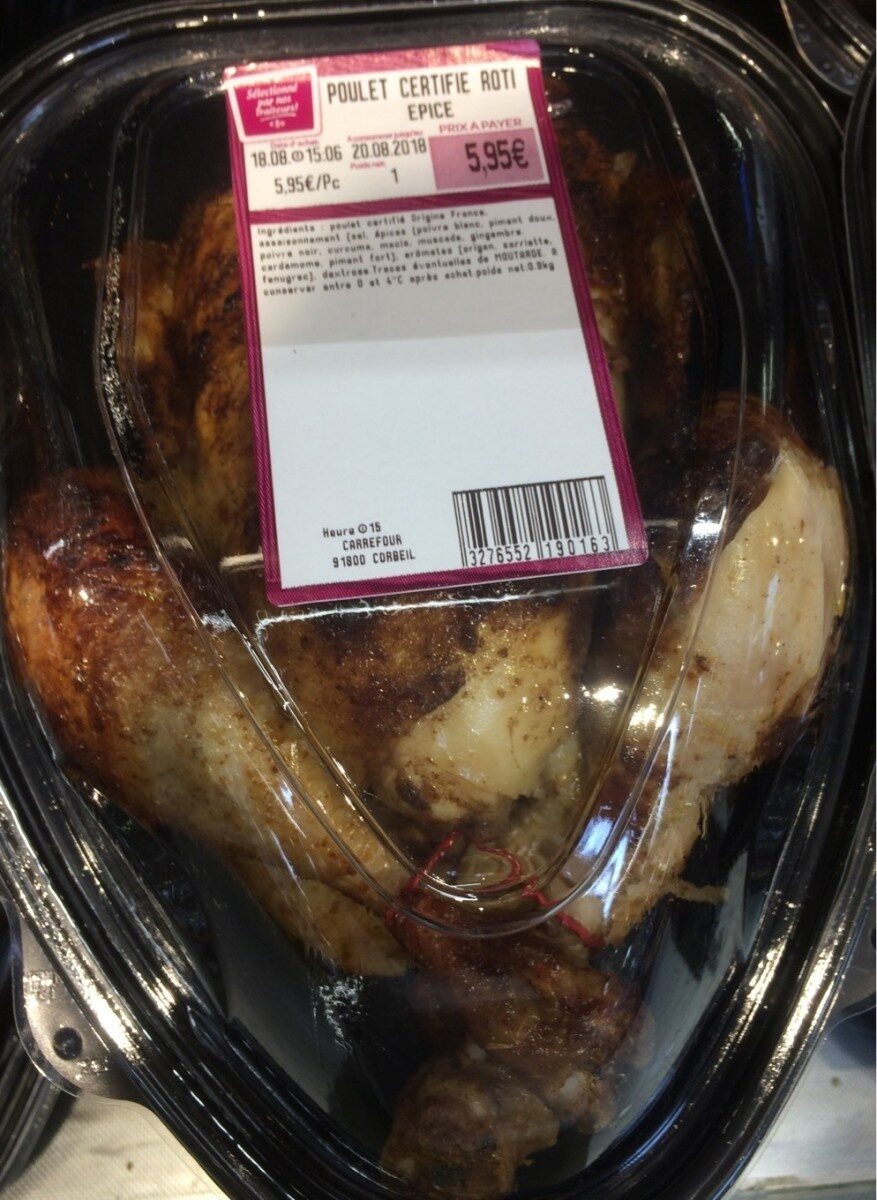 Sélectionné
par nos
Traiteurs!
POULET CERTIFIE ROTI
EPICE
PRIX A PAYER
Date d'achat
A consommer jusqu'au
18.08. 15:06 20.08.2018
5,95€
Poids net
5,95€/Pc 1
Ingrédients : poulet certifié Origine France.
assaisonnement (sel, épices (poivre blanc, piment doux,
poivre noir, curcuma, macis, muscade, gingembre
cardamome, piment fort), arômates (origan, sarriette,
fenugrec), dextrose Traces éventuelles de MOUTARDE. A
conserver entre 0 et 4°C après achat poids net:0.9kg
Heure 15
CARREFOUR
91800 CORBEIL
3276552 190163